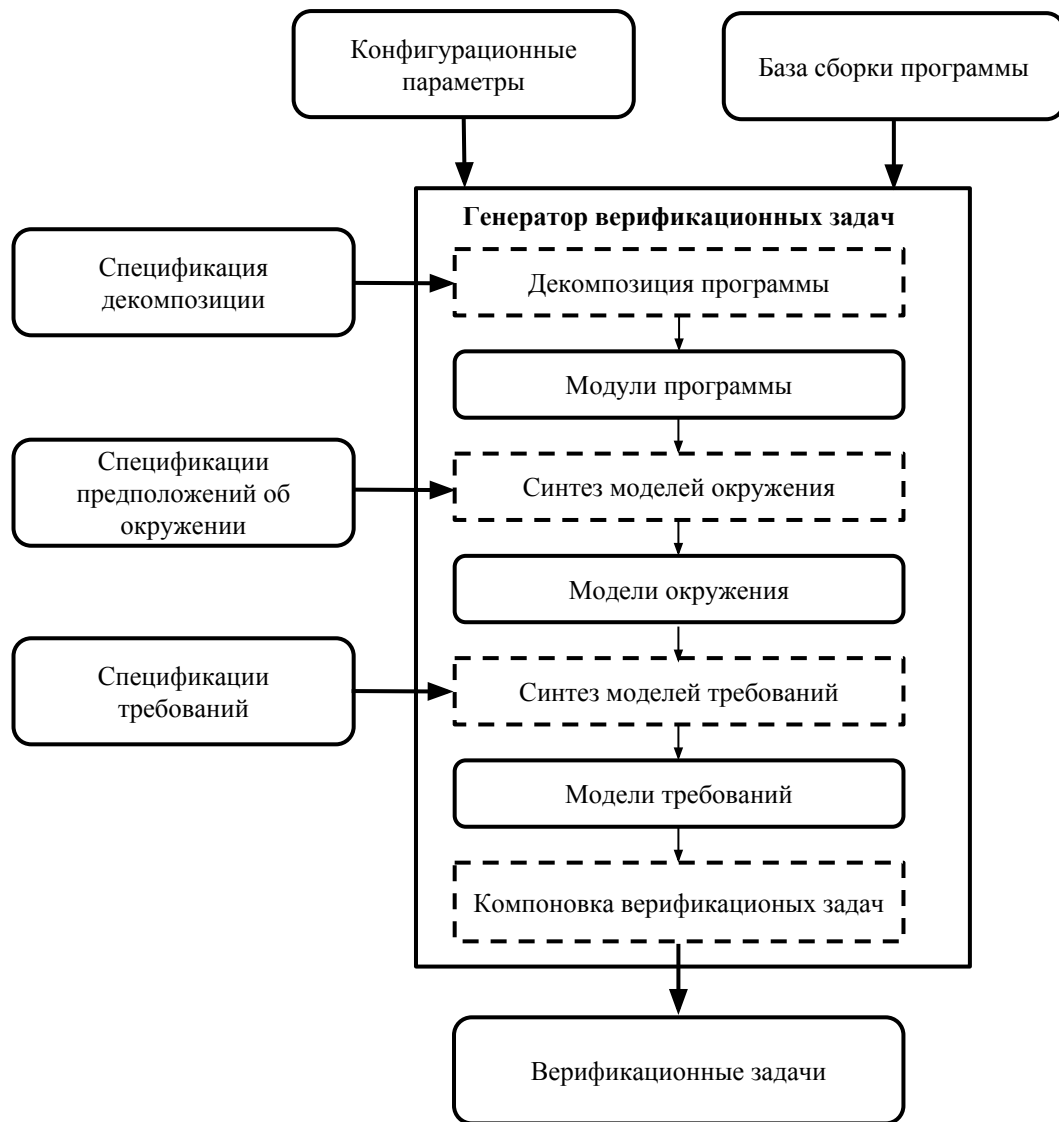 Конфигурационные
параметры
База сборки программы
Генератор верификационных задач
Спецификация
декомпозиции
Декомпозиция программы
Модули программы
Спецификации
предположений об
окружении
Синтез моделей окружения
Модели окружения
Спецификации
требований
Синтез моделей требований
Модели требований
Компоновка верификационых задач
Верификационные задачи